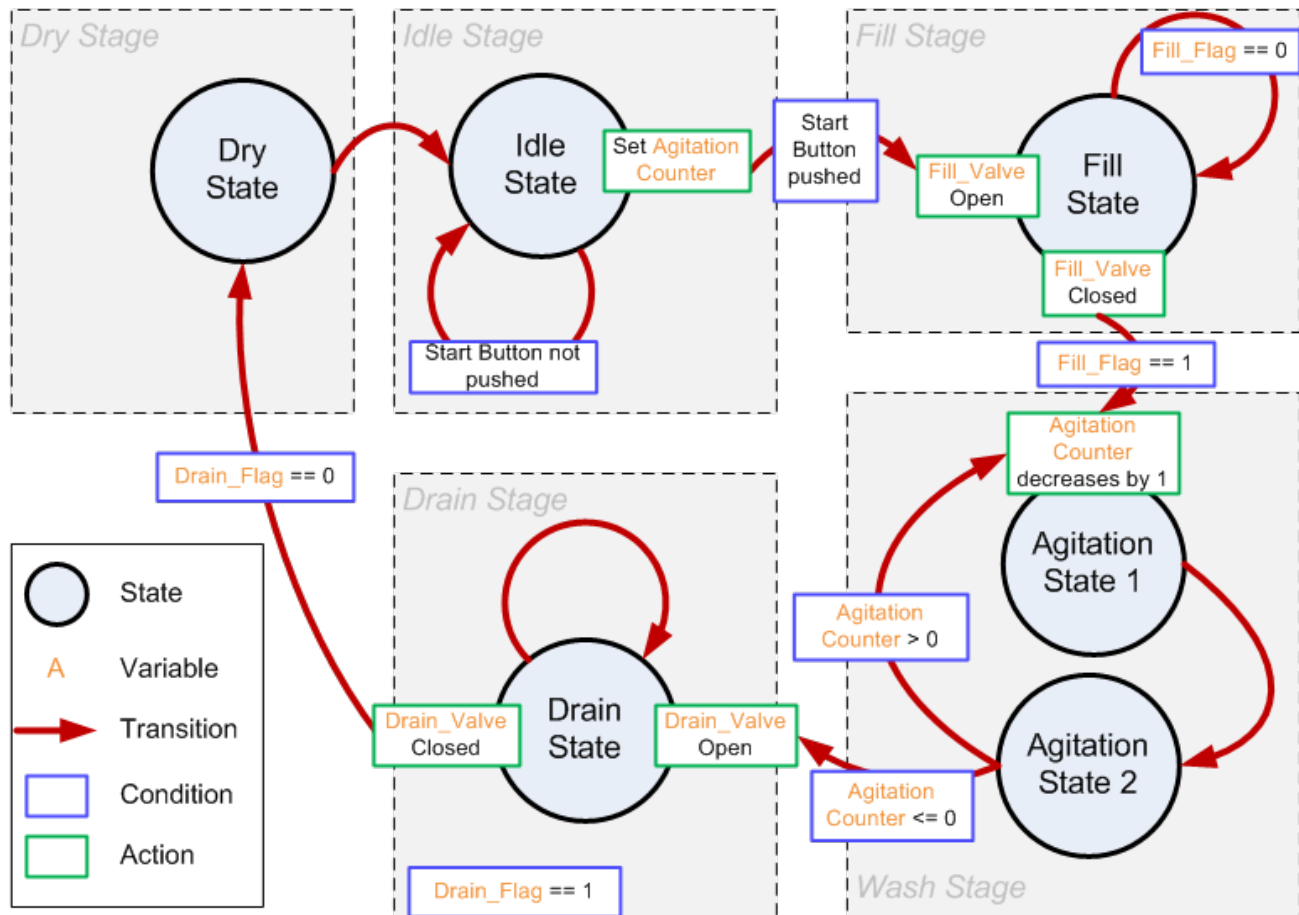 Dry Stage
Dry
State
Idle Stage
Idle
State
Set Agitation
Counter
Start Button not
pushed
Start
Button
pushed
Fill Stage
Fill_Flag == 0
Fill_Valve
Open
Fill
State
Fill_Valve
Closed
Fill_Flag == 1
Agitation
Counter
decreases by 1
Agitation
State 1
Agitation
Counter > 0
Agitation
State 2
Agitation
Counter <= 0
Wash Stage
Drain Stage
Drain_Valve
Open
Drain
State
Drain_Valve
Closed
Drain_Flag == 1
Drain_Flag == 0
State
A Variable
Transition
Condition
Action